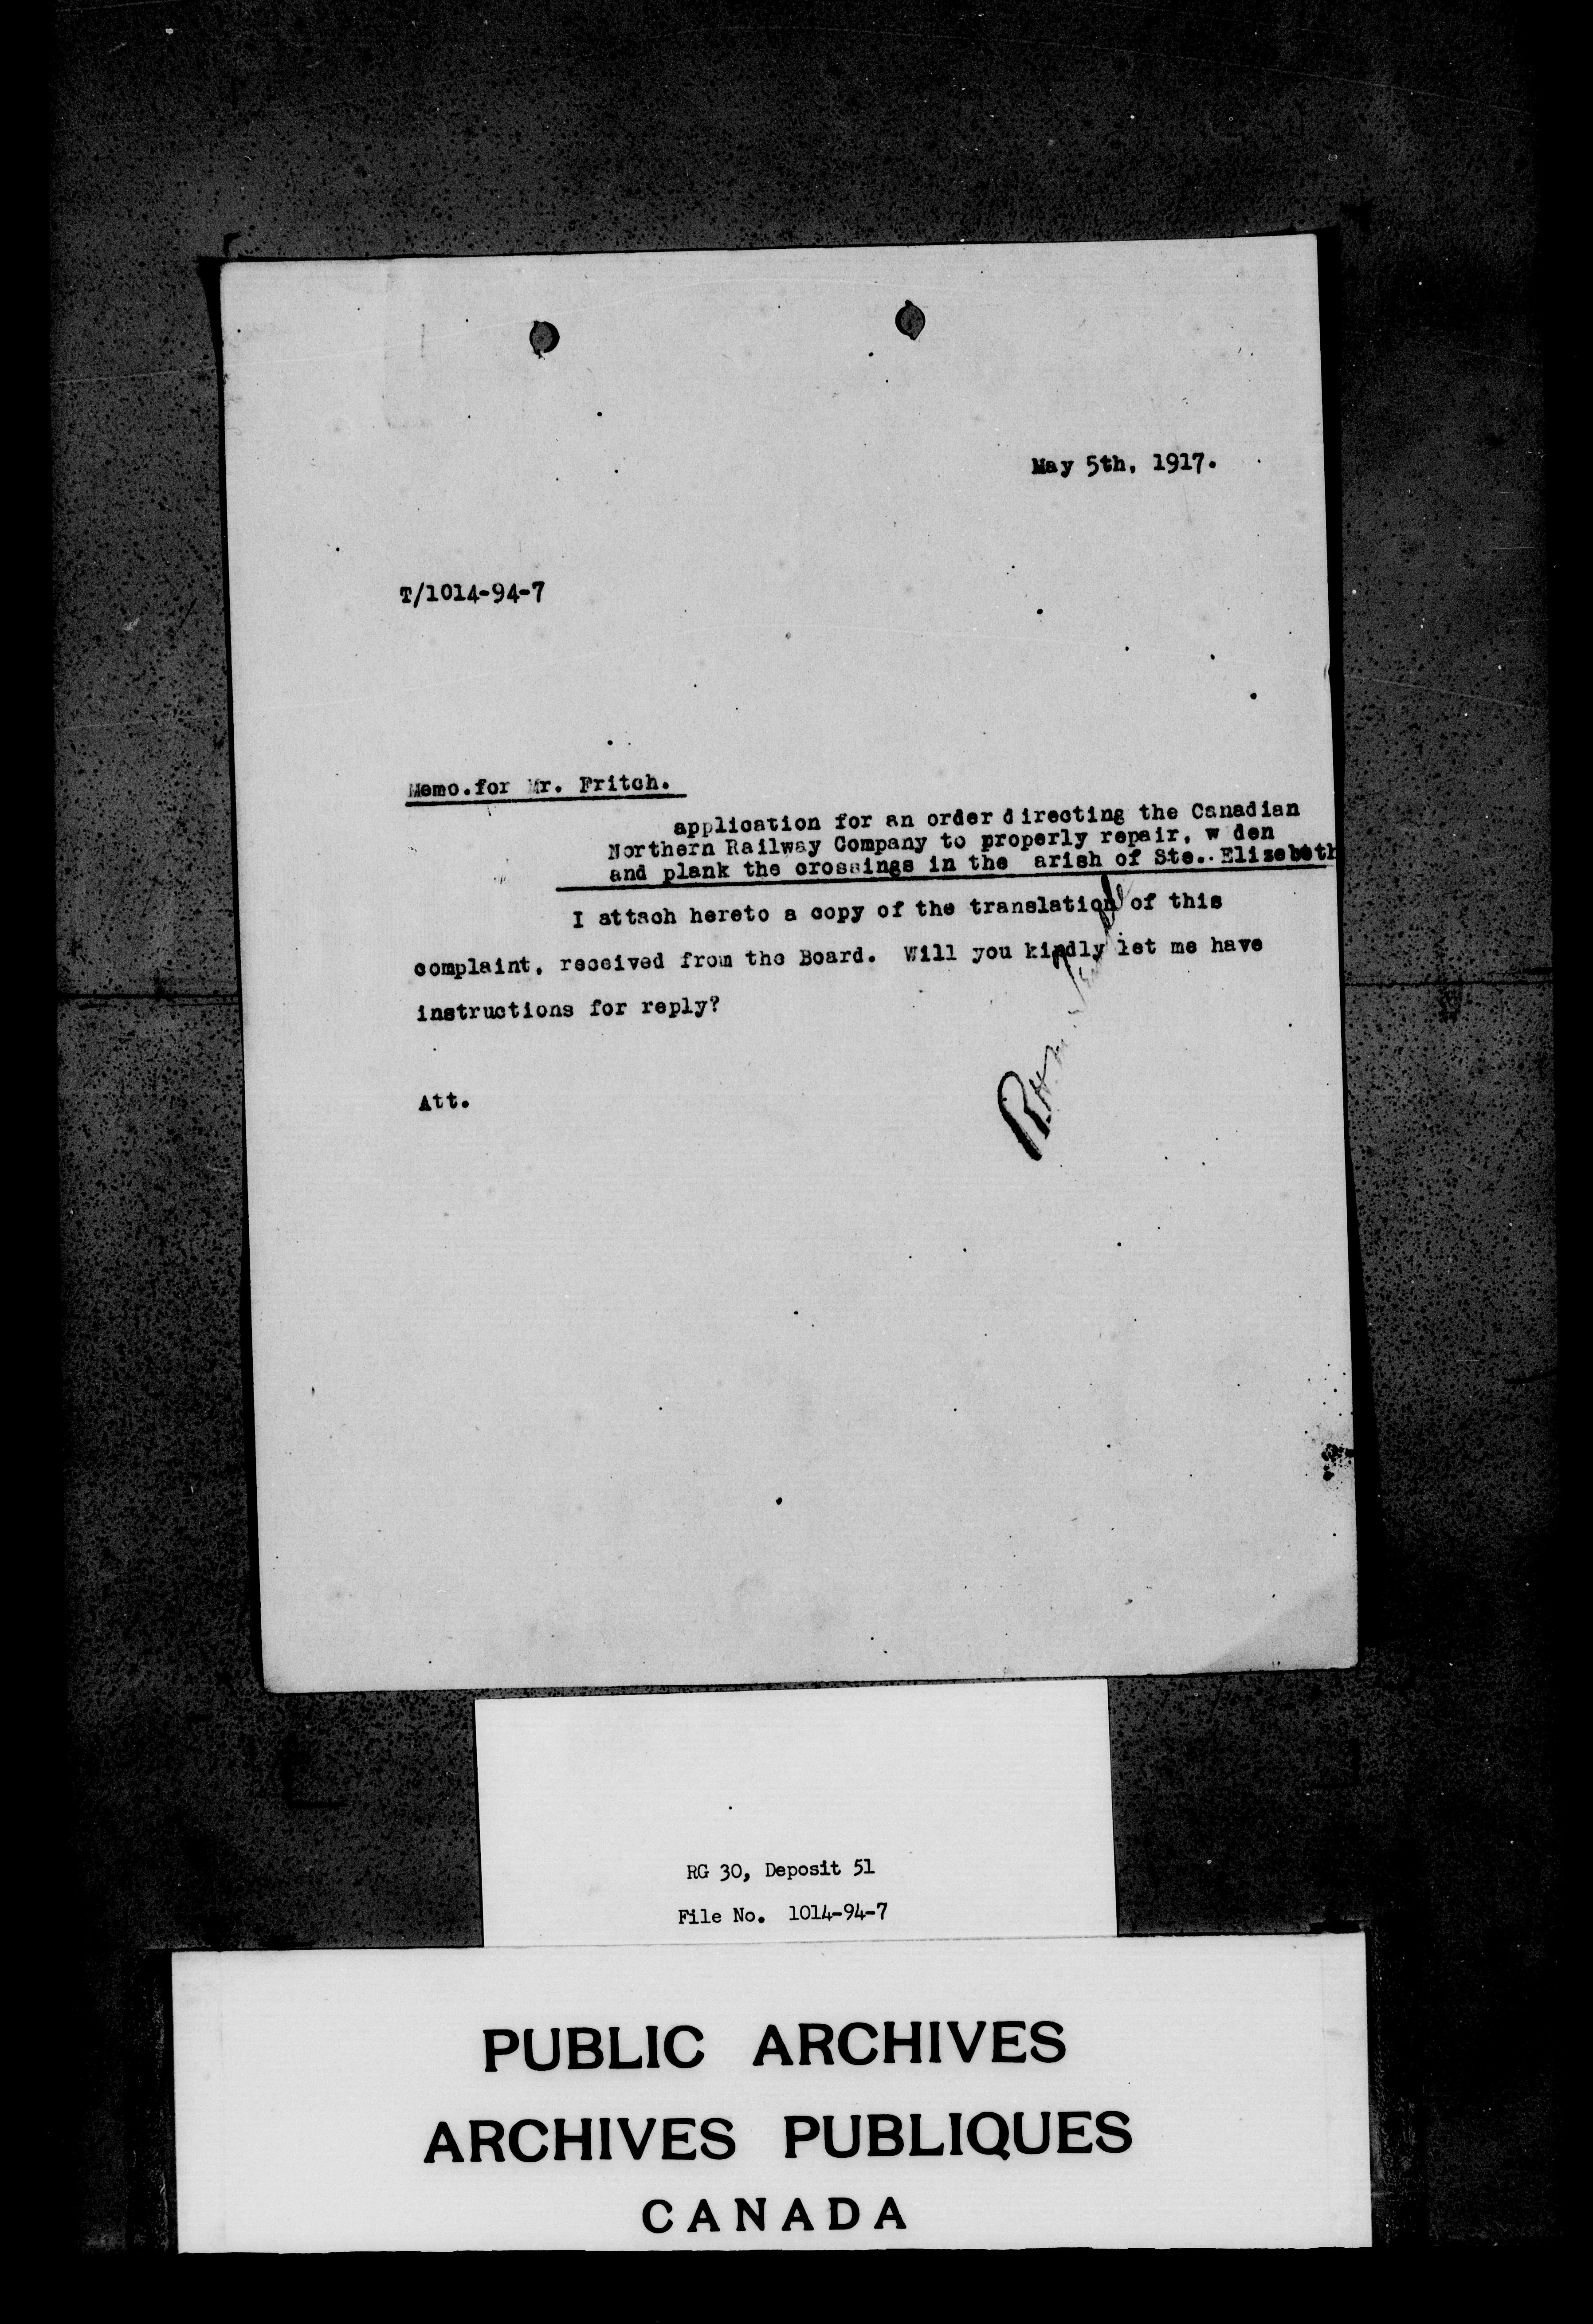 May 5th, 1917.
T/1014-94-7
Memo.for Mr. Fritch.
application for an order directing the Canadian
Northern Railway Company to properly repair, w den
and plank the crossings in the arish of Ste. Elizebeth
I attach hereto a copy of the translation of this
complaint, received from the Board. Will you kindly let me have
instructions for reply?
Att.
RG 30, Deposit 51
File No. 1014-94-7
PUBLIC ARCHIVES
ARCHIVES PUBLIQUES
CANADA